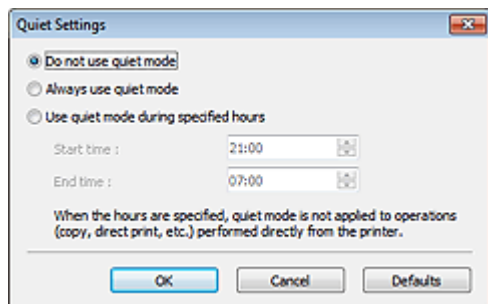 Quiet Settings
Do not use quiet mode
Always use quiet mode
Use quiet mode during specified hours
Start time : 21:00
End time : 07:00
When the hours are specified, quiet mode is not applied to operations
(copy, direct print, etc.) performed directly from the printer.
OK Cancel Defaults